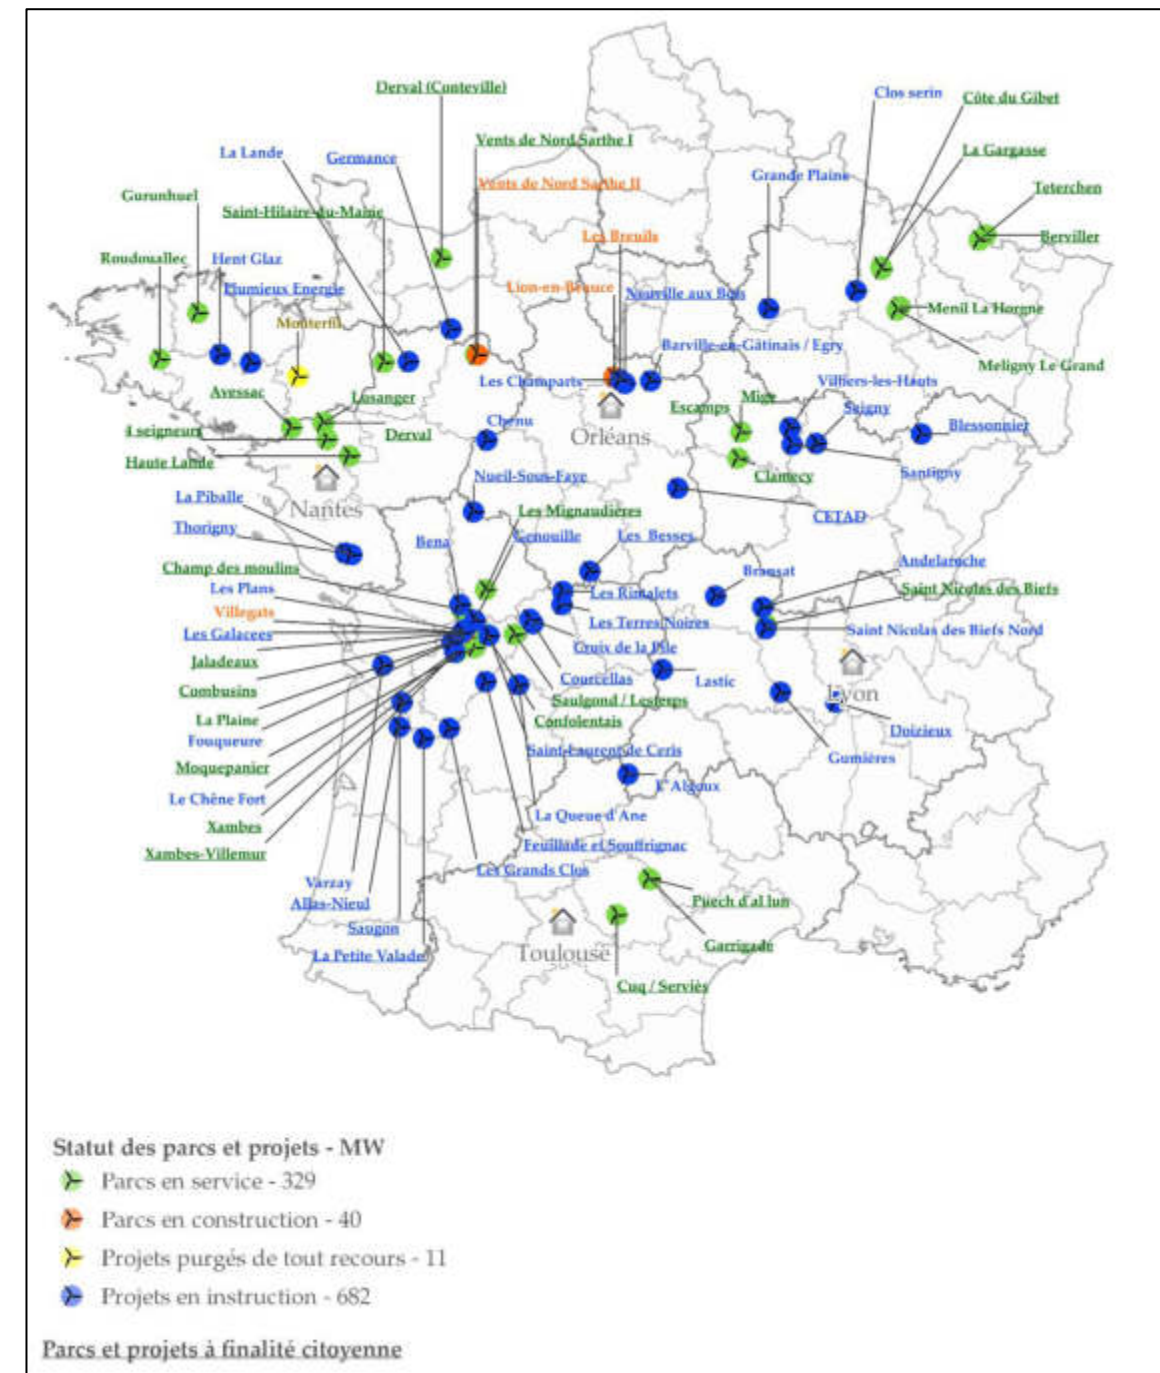 Derval (Conteville)
Clos serin
Côte du Gibet
Vents de Nord Sarthe I
La Lande
Germance
La Gargasse
Grande Plaine
Vents de Nord Sarthe II
Teterchen
Gurunhuel
Saint-Hilaire-du-Maine
Les Breuils
Berviller
Roudouallec
Hent Glaz
Plumieux Energie
Lion-en-Beauce
Neuville aux Bois
Menil La Horgne
Mouterfil
Barville-en-Gâtinais / Egry
Meligny Le Grand
Les Champarts
Villiers-les-Hauts
Avessac
Lusanger
Escamps
Mige
Seigny
Chenu
Orléans
Blessonnier
4 seigneurs
Derval
Haute Lande
Clamecy
Santigny
Nueil-Sous-Faye
La Piballe
Nantes
Les Mignaudières
CETAD
Thorigny
Bena
Genouille
Les Besses
Andelaroche
Champ des moulins
Bransat
Les Plans
Saint Nicolas des Biefs
Les Rimalets
Villegats
Les Terres Noires
Saint Nicolas des Biefs Nord
Les Galacees
Croix de la Pile
Jaladeaux
Courcellas
Lastic
Combusins
Lyon
Saulgond / Lesterps
La Plaine
Confolentais
Doizieux
Fouqueure
Saint-Laurent de Ceris
Gumières
Moquepanier
L'Algoux
Le Chêne Fort
La Queue d'Ane
Xambes
Feuillade et Souffrignac
Xambes-Villemur
Les Grands Clos
Varzay
Allas-Nieul
Puech d'al lun
Saugon
Garrigade
La Petite Valade
Toulouse
Cuq / Serviès
Statut des parcs et projets - MW
Parcs en service - 329
Parcs en construction - 40
Projets purgés de tout recours - 11
Projets en instruction - 682
Parcs et projets à finalité citoyenne